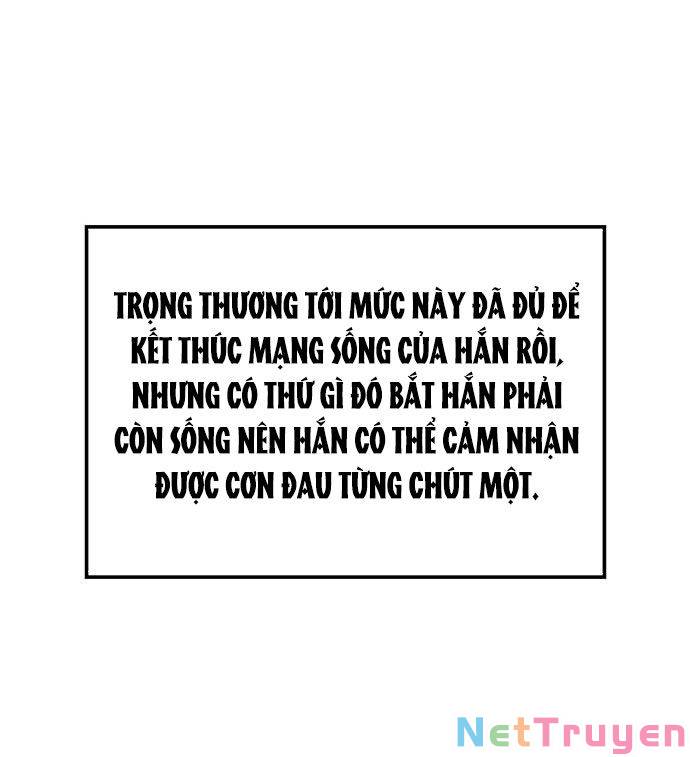 TRỌNG THƯƠNG TỚI MỨC NÀY ĐÃ ĐỦ ĐỂ
KẾT THÚC MẠNG SỐNG CỦA HẮN RỒI,
NHƯNG CÓ THỨ GÌ ĐÓ BẮT HẮN PHẢI
CÒN SỐNG NÊN HẮN CÓ THỂ CẢM NHẬN
ĐƯỢC CƠN ĐAU TỪNG CHÚT MỘT.
NetTruyen